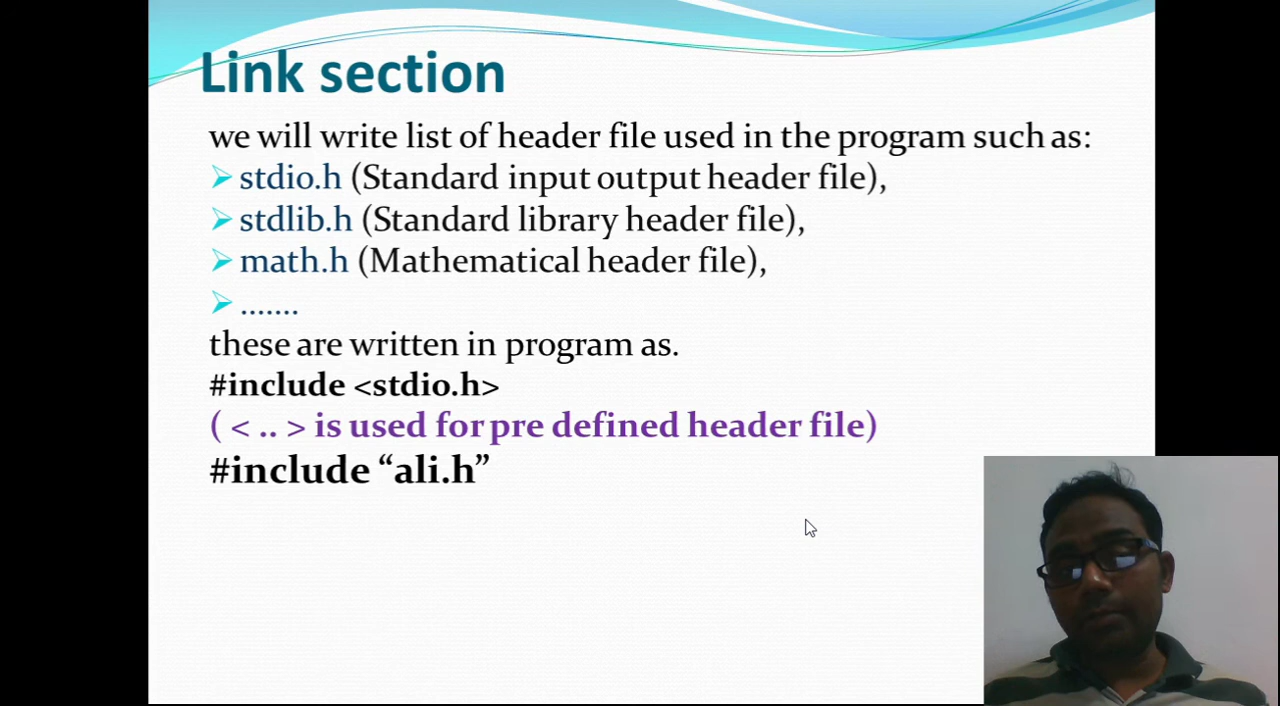 Link section
we will write list of header file used in the program such as:
stdio.h (Standard input output header file),
stdlib.h (Standard library header file),
math.h (Mathematical header file),
.......
these are written in program as.
#include <stdio.h>
( < .. > is used for pre defined header file)
#include “ali.h”